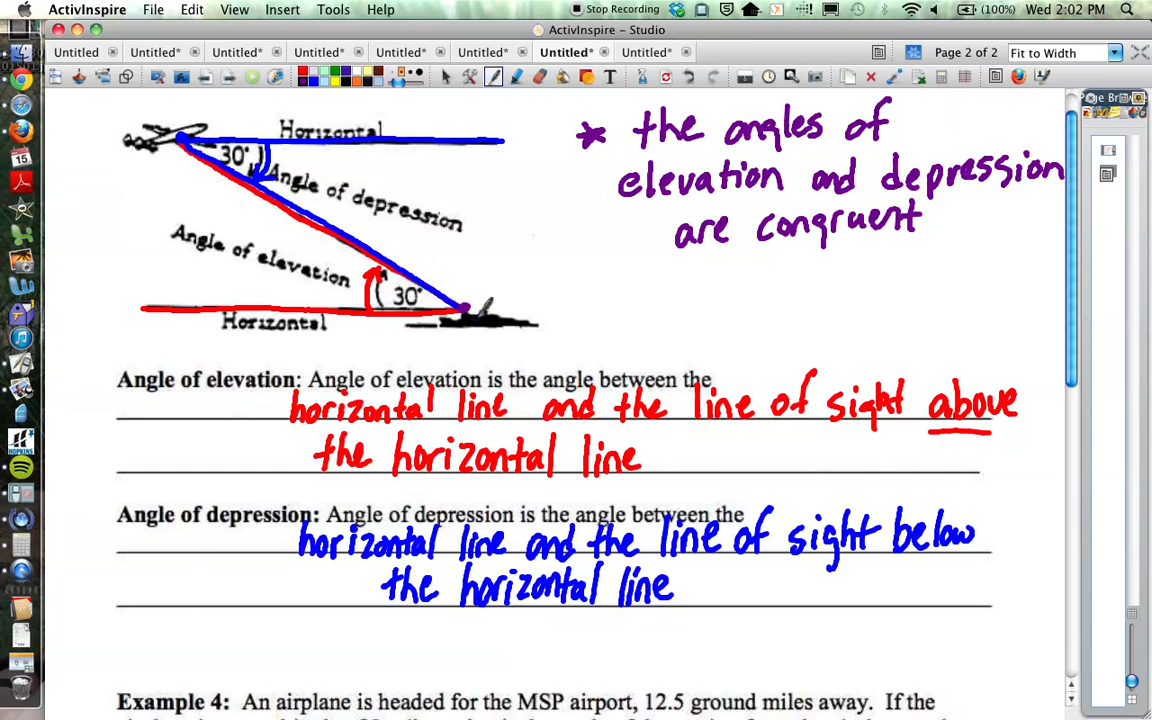 ActivInspire File Edit View Insert Tools Help Stop Recording 5 (100%) Wed 2:02 PM
ActivInspire - Studio
Untitled Untitled* Untitled* Untitled* Untitled* Untitled* Untitled* Untitled* Page 2 of 2 Fit to Width
Horizontal
30°
Angle of depression
Angle of elevation
30°
Horizontal
* the angles of
elevation and depression
are congruent
Angle of elevation: Angle of elevation is the angle between the
horizontal line and the line of sight above
the horizontal line
Angle of depression: Angle of depression is the angle between the
horizontal line and the line of sight below
the horizontal line
Example 4: An airplane is headed for the MSP airport, 12.5 ground miles away. If the
15
HOPKINS